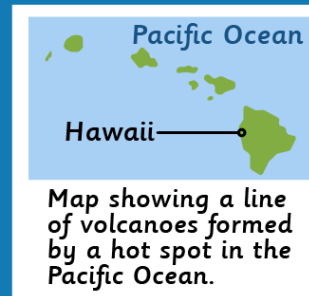 Pacific Ocean
Hawaii
Map showing a line
of volcanoes formed
by a hot spot in the
Pacific Ocean.